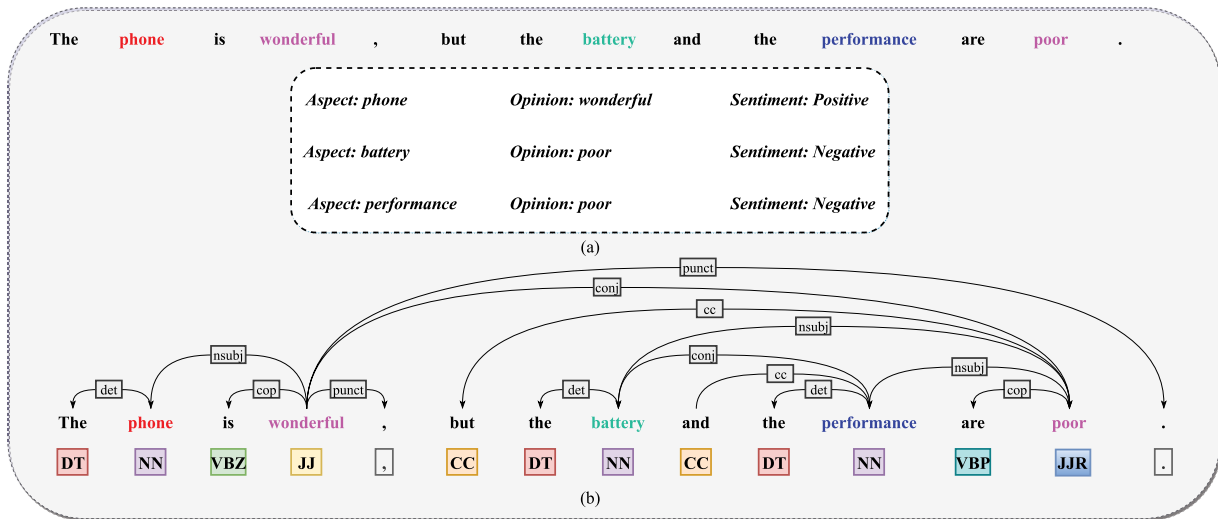 The phone is wonderful , but the battery and the performance are poor .
Aspect: phone Opinion: wonderful Sentiment: Positive
Aspect: battery Opinion: poor Sentiment: Negative
Aspect: performance Opinion: poor Sentiment: Negative
(a)
punct
conj
cc
nsubj
nsubj conj
cc nsubj
det cop punct det det cop
The phone is wonderful , but the battery and the performance are poor .
DT NN VBZ JJ , CC DT NN CC DT NN VBP JJR .
(b)